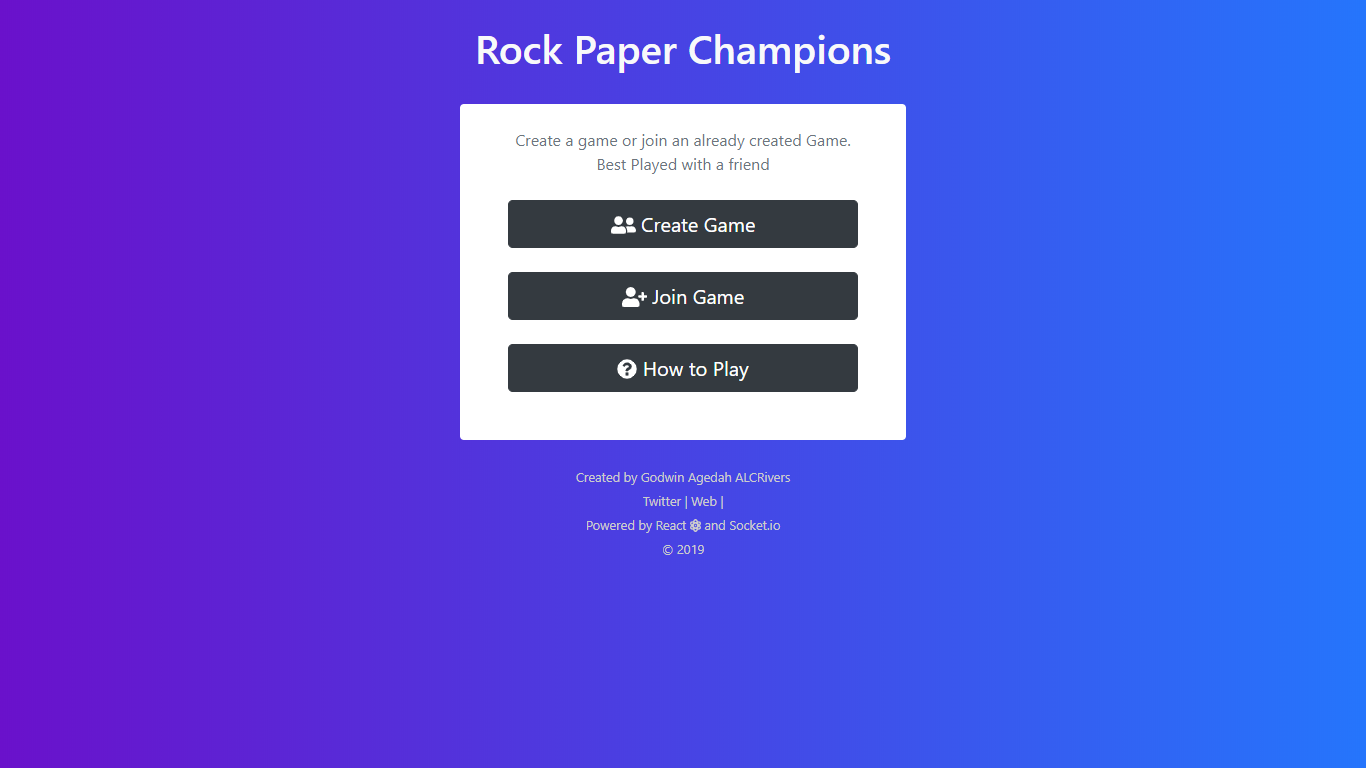 Rock Paper Champions
Create a game or join an already created Game.
Best Played with a friend
Create Game
Join Game
How to Play
Created by Godwin Agedah ALCRivers
Twitter | Web |
Powered by React and Socket.io
© 2019